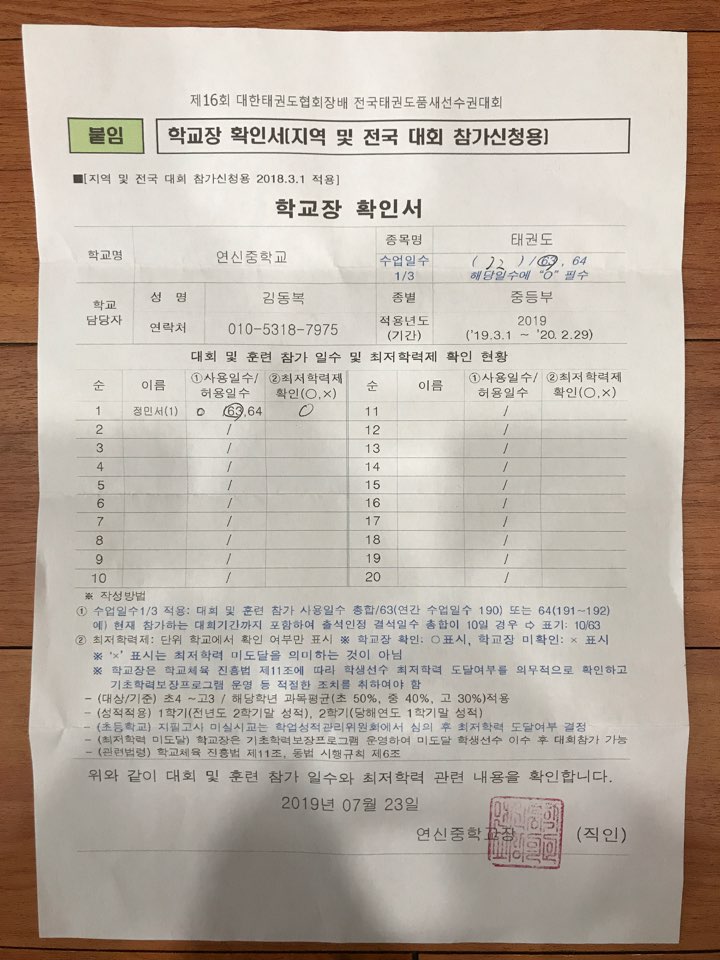 제16회 대한태권도협회장배 전국태권도품새선수권대회
붙임 학교장 확인서(지역 및 전국 대회 참가신청용)
■[지역 및 전국 대회 참가신청용 2018.3.1 적용]
학교장 확인서
학교명 연신중학교 종목명 태권도
수업일수 1/3 ( ) / 63, 64
해당일수에 "O" 필수
학교 담당자 성 명 김동복 종별 중등부
연락처 010-5318-7975 적용년도 (기간) 2019 ('19.3.1 ~ '20.2.29)
대회 및 훈련 참가 일수 및 최저학력제 확인 현황
순 이름 ①사용일수/허용일수 ②최저학력제 확인(○,×) 순 이름 ①사용일수/허용일수 ②최저학력제 확인(○,×)
1 정민서(1) 0 63,64 ○ 11 /
2 / 12 /
3 / 13 /
4 / 14 /
5 / 15 /
6 / 16 /
7 / 17 /
8 / 18 /
9 / 19 /
10 / 20 /
※ 작성방법
① 수업일수1/3 적용: 대회 및 훈련 참가 사용일수 총합/63(연간 수업일수 190) 또는 64(191~192)
예) 현재 참가하는 대회기간까지 포함하여 출석인정 결석일수 총합이 10일 경우 ⇨ 표기: 10/63
② 최저학력제: 단위 학교에서 확인 여부만 표시 ※ 학교장 확인: ○표시, 학교장 미확인: × 표시
※ '×' 표시는 최저학력 미도달을 의미하는 것이 아님
※ 학교장은 학교체육 진흥법 제11조에 따라 학생선수 최저학력 도달여부를 의무적으로 확인하고
기초학력보장프로그램 운영 등 적절한 조치를 취하여야 함
- (대상/기준) 초4 ~고3 / 해당학년 과목평균(초 50%, 중 40%, 고 30%)적용
- (성적적용) 1학기(전년도 2학기말 성적), 2학기(당해연도 1학기말 성적)
- (초등학교) 지필고사 미실시교는 학업성적관리위원회에서 심의 후 최저학력 도달여부 결정
- (최저학력 미도달) 학교장은 기초학력보장프로그램 운영하여 미도달 학생선수 이수 후 대회참가 가능
- (관련법령) 학교체육 진흥법 제11조, 동법 시행규칙 제6조
위와 같이 대회 및 훈련 참가 일수와 최저학력 관련 내용을 확인합니다.
2019년 07월 23일
연신중학교장 (직인)